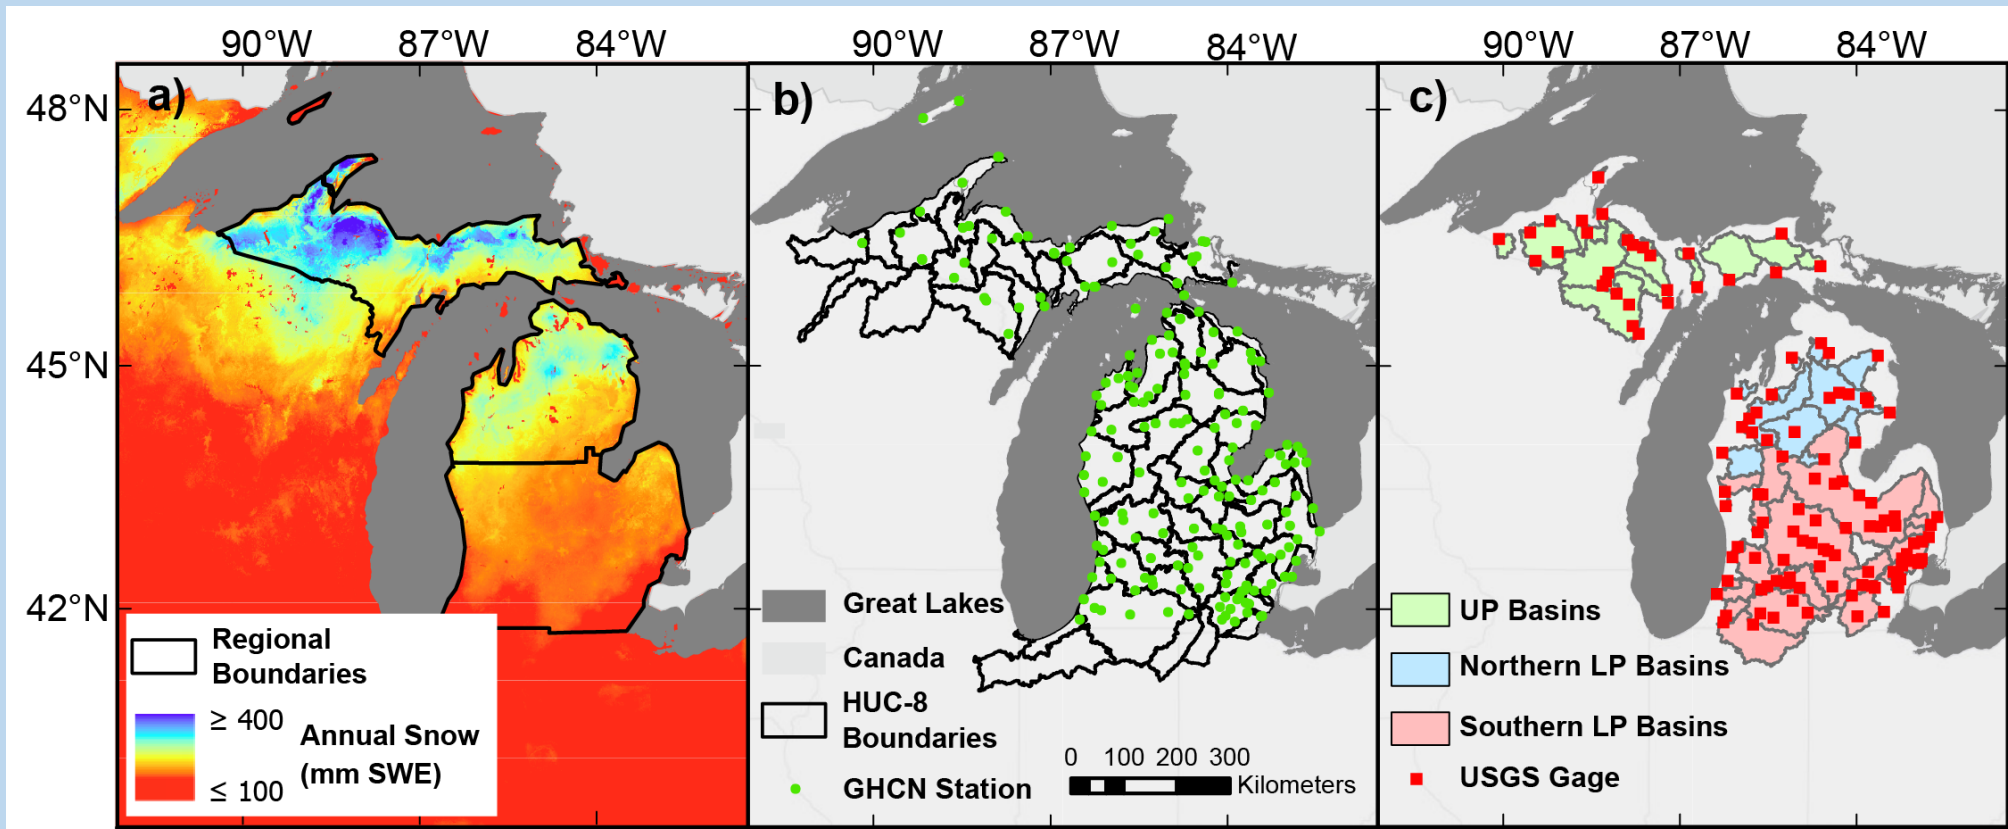 90°W 87°W 84°W 90°W 87°W 84°W 90°W 87°W 84°W
48°N
45°N
42°N
a)
Regional
Boundaries
≥ 400
Annual Snow
(mm SWE)
≤ 100
b)
Great Lakes
Canada
HUC-8
Boundaries
GHCN Station
0 100 200 300
Kilometers
c)
UP Basins
Northern LP Basins
Southern LP Basins
USGS Gage